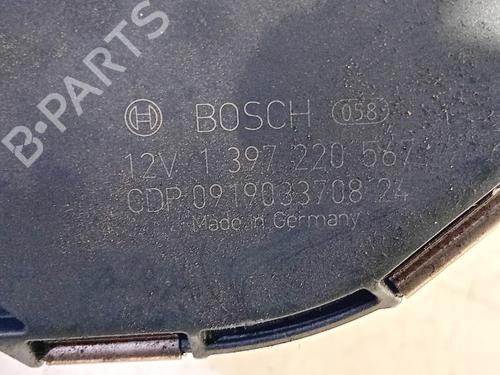 B-PARTS
BOSCH 058
12V 1 397 220 567
CDP 0919033708 24
Made in Germany